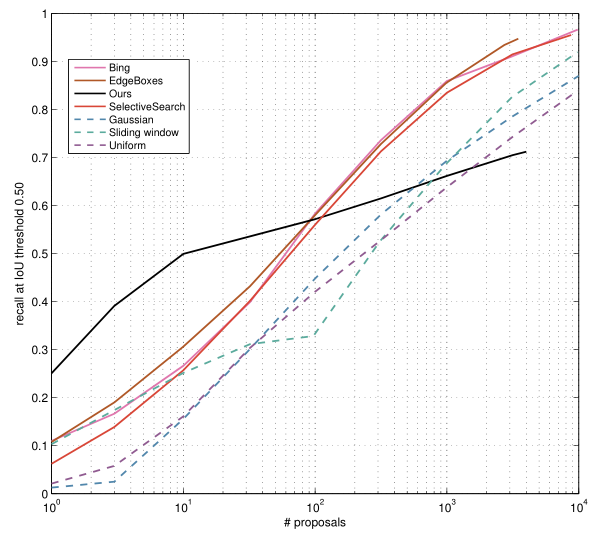 1
0.9
0.8
0.7
0.6
0.5
0.4
0.3
0.2
0.1
0
recall at IoU threshold 0.50
Bing
EdgeBoxes
Ours
SelectiveSearch
Gaussian
Sliding window
Uniform
10^0
10^1
10^2
10^3
10^4
# proposals